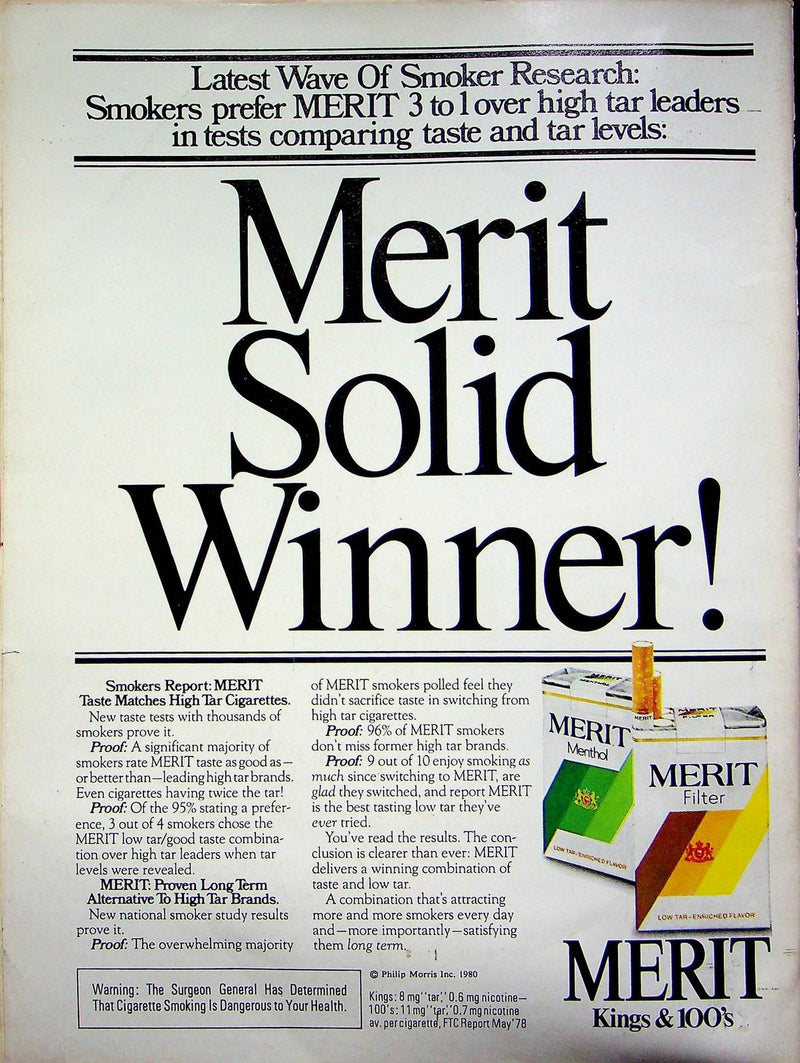 Latest Wave Of Smoker Research:
Smokers prefer MERIT 3 to 1 over high tar leaders
in tests comparing taste and tar levels:
Merit
Solid
Winner!
Smokers Report: MERIT
Taste Matches High Tar Cigarettes.
New taste tests with thousands of
smokers prove it.
Proof: A significant majority of
smokers rate MERIT taste as good as—
or better than—leading high tar brands.
Even cigarettes having twice the tar!
Proof: Of the 95% stating a prefer-
ence, 3 out of 4 smokers chose the
MERIT low tar/good taste combina-
tion over high tar leaders when tar
levels were revealed.
MERIT: Proven Long Term
Alternative To High Tar Brands.
New national smoker study results
prove it.
Proof: The overwhelming majority
of MERIT smokers polled feel they
didn't sacrifice taste in switching from
high tar cigarettes.
Proof: 96% of MERIT smokers
don't miss former high tar brands.
Proof: 9 out of 10 enjoy smoking as
much since switching to MERIT, are
glad they switched, and report MERIT
is the best tasting low tar they've
ever tried.
You've read the results. The con-
clusion is clearer than ever: MERIT
delivers a winning combination of
taste and low tar.
A combination that's attracting
more and more smokers every day
and—more importantly—satisfying
them long term.
MERIT
Menthol
LOW TAR-ENRICHED FLAVOR
MERIT
MERIT
Filter
LOW TAR-ENRICHED FLAVOR
MERIT
Kings & 100's
Warning: The Surgeon General Has Determined
That Cigarette Smoking Is Dangerous to Your Health.
© Philip Morris Inc. 1980
Kings: 8 mg "tar," 0.6 mg nicotine—
100's: 11 mg "tar," 0.7 mg nicotine
av. per cigarette, FTC Report May '78